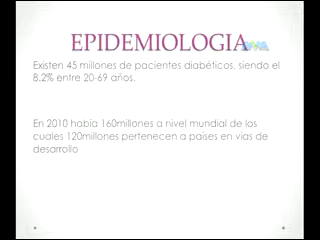 EPIDEMIOLOGIA
Existen 45 millones de pacientes diabéticos, siendo el
8.2% entre 20-69 años.
En 2010 había 160millones a nivel mundial de los
cuales 120millones pertenecen a países en vías de
desarrollo